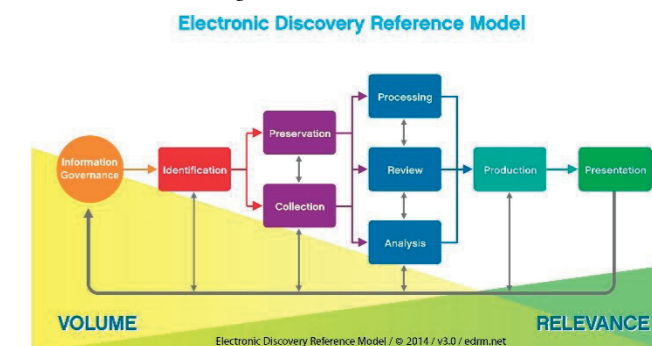 Electronic Discovery Reference Model
Processing
Preservation
Information
Governance
Identification
Review
Production
Presentation
Collection
Analysis
VOLUME
RELEVANCE
Electronic Discovery Reference Model / © 2014 / v3.0 / edrm.net